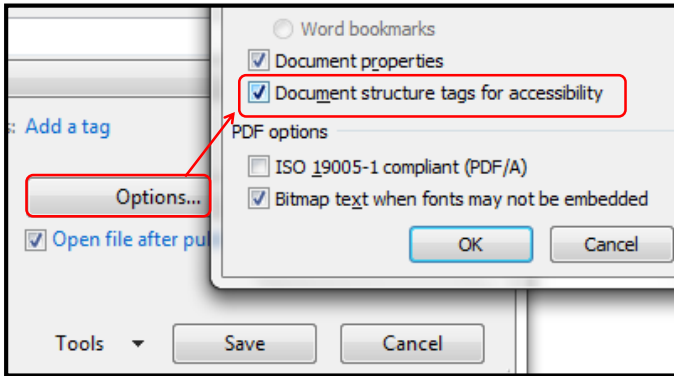 Word bookmarks
Document properties
Document structure tags for accessibility
PDF options
ISO 19005-1 compliant (PDF/A)
Bitmap text when fonts may not be embedded
OK
Cancel
Add a tag
Options...
Open file after
Tools
Save
Cancel